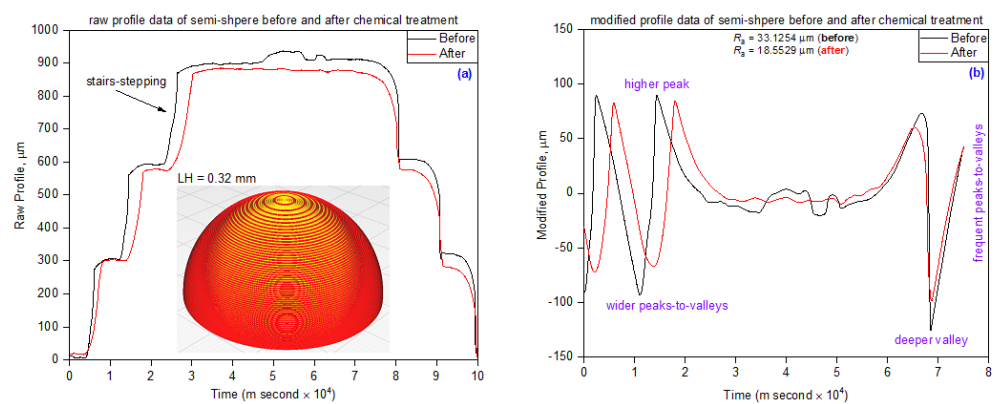 raw profile data of semi-shpere before and after chemical treatment
Before
After
(a)
stairs-stepping
LH = 0.32 mm
Raw Profile, μm
1000
900
800
700
600
500
400
300
200
100
0
0 1 2 3 4 5 6 7 8 9 10
Time (m second × 10⁴)
modified profile data of semi-shpere before and after chemical treatment
Rₐ = 33.1254 μm (before)
Rₐ = 18.5529 μm (after)
Before
After
(b)
higher peak
wider peaks-to-valleys
deeper valley
frequent peaks-to-valleys
Modified Profile, μm
150
100
50
0
-50
-100
-150
0 1 2 3 4 5 6 7 8
Time (m second × 10⁴)